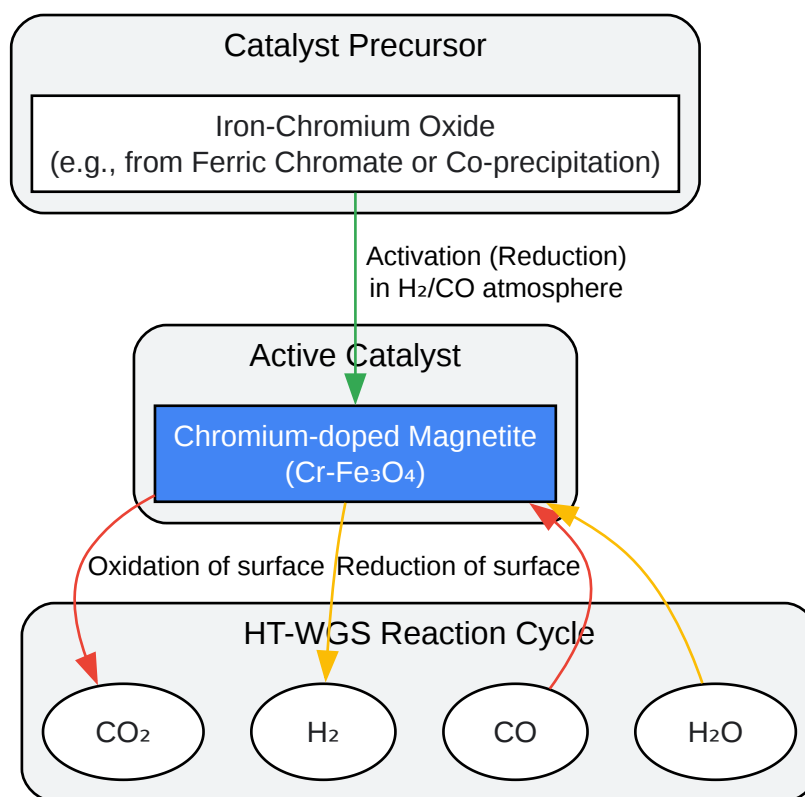 Catalyst Precursor
Iron-Chromium Oxide
(e.g., from Ferric Chromate or Co-precipitation)
Activation (Reduction)
in H₂/CO atmosphere
Active Catalyst
Chromium-doped Magnetite
(Cr-Fe₃O₄)
Oxidation of surface
Reduction of surface
HT-WGS Reaction Cycle
CO₂
H₂
CO
H₂O